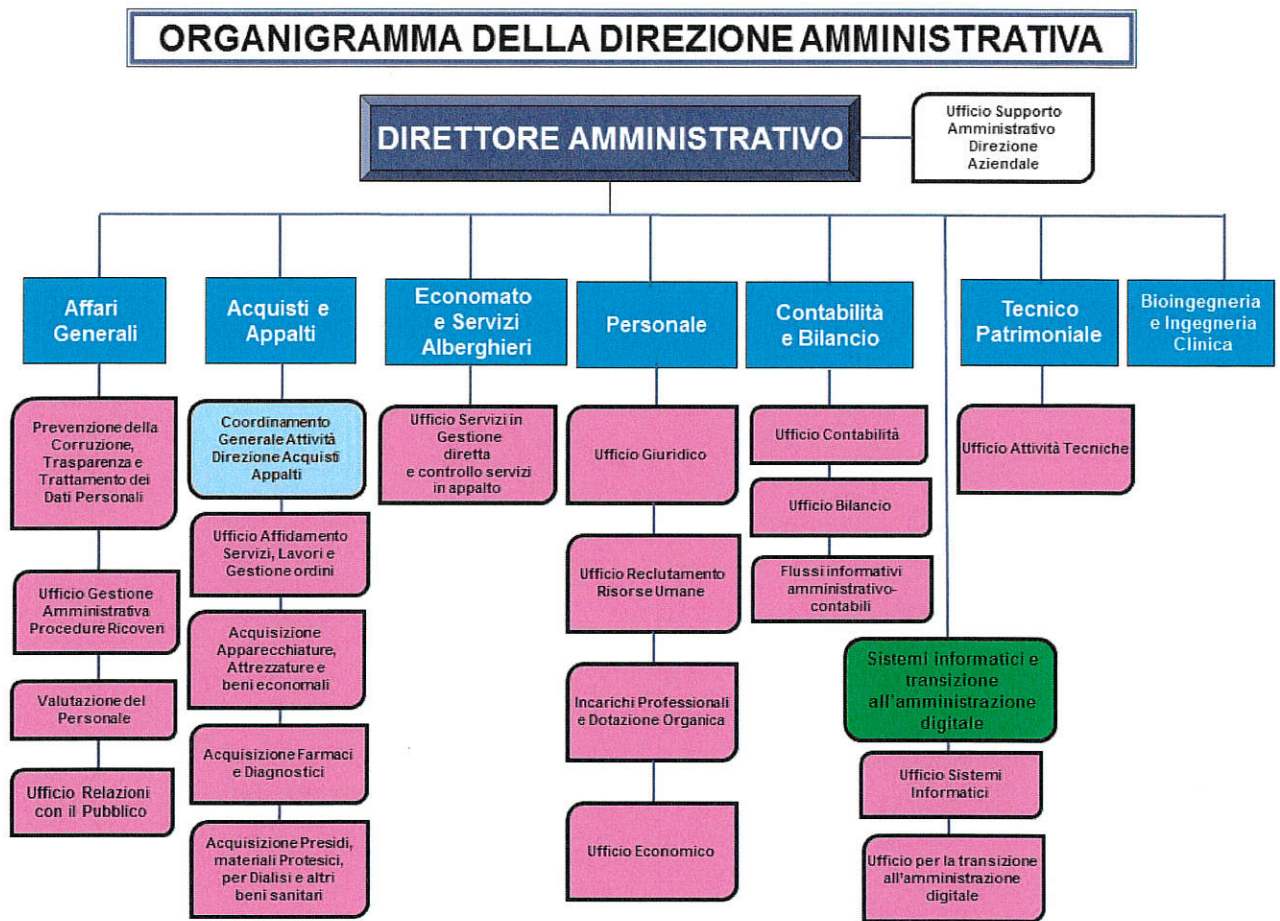 ORGANIGRAMMA DELLA DIREZIONE AMMINISTRATIVA
DIRETTORE AMMINISTRATIVO
Ufficio Supporto
Amministrativo
Direzione
Aziendale
Affari
Generali
Acquisti e
Appalti
Economato
e Servizi
Alberghieri
Personale
Contabilità
e Bilancio
Tecnico
Patrimoniale
Bioingegneria
e Ingegneria
Clinica
Prevenzione della
Corruzione,
Trasparenza e
Trattamento dei
Dati Personali
Ufficio Gestione
Amministrativa
Procedure Ricoveri
Valutazione del
Personale
Ufficio Relazioni
con il Pubblico
Coordinamento
Generale Attività
Direzione Acquisti
Appalti
Ufficio Affidamento
Servizi, Lavori e
Gestione ordini
Acquisizione
Apparecchiature,
Attrezzature e
beni economali
Acquisizione Farmaci
e Diagnostici
Acquisizione Presidi,
materiali Protesici,
per Dialisi e altri
beni sanitari
Ufficio Servizi in
Gestione
diretta
e controllo servizi
in appalto
Ufficio Giuridico
Ufficio Reclutamento
Risorse Umane
Incarichi Professionali
e Dotazione Organica
Ufficio Economico
Ufficio Contabilità
Ufficio Bilancio
Flussi informativi
amministrativo-
contabili
Sistemi informatici e
transizione
all'amministrazione
digitale
Ufficio Sistemi
Informatici
Ufficio per la transizione
all'amministrazione
digitale
Ufficio Attività Tecniche